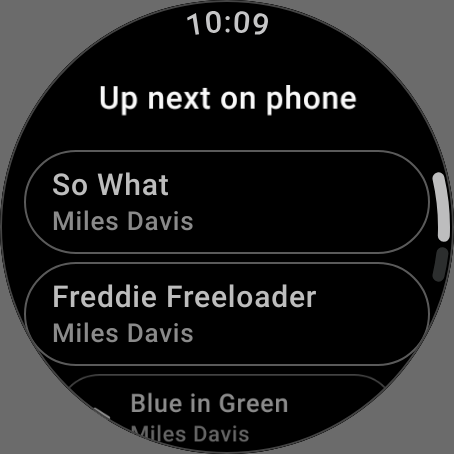 10:09
Up next on phone
So What
Miles Davis
Freddie Freeloader
Miles Davis
Blue in Green
Miles Davis